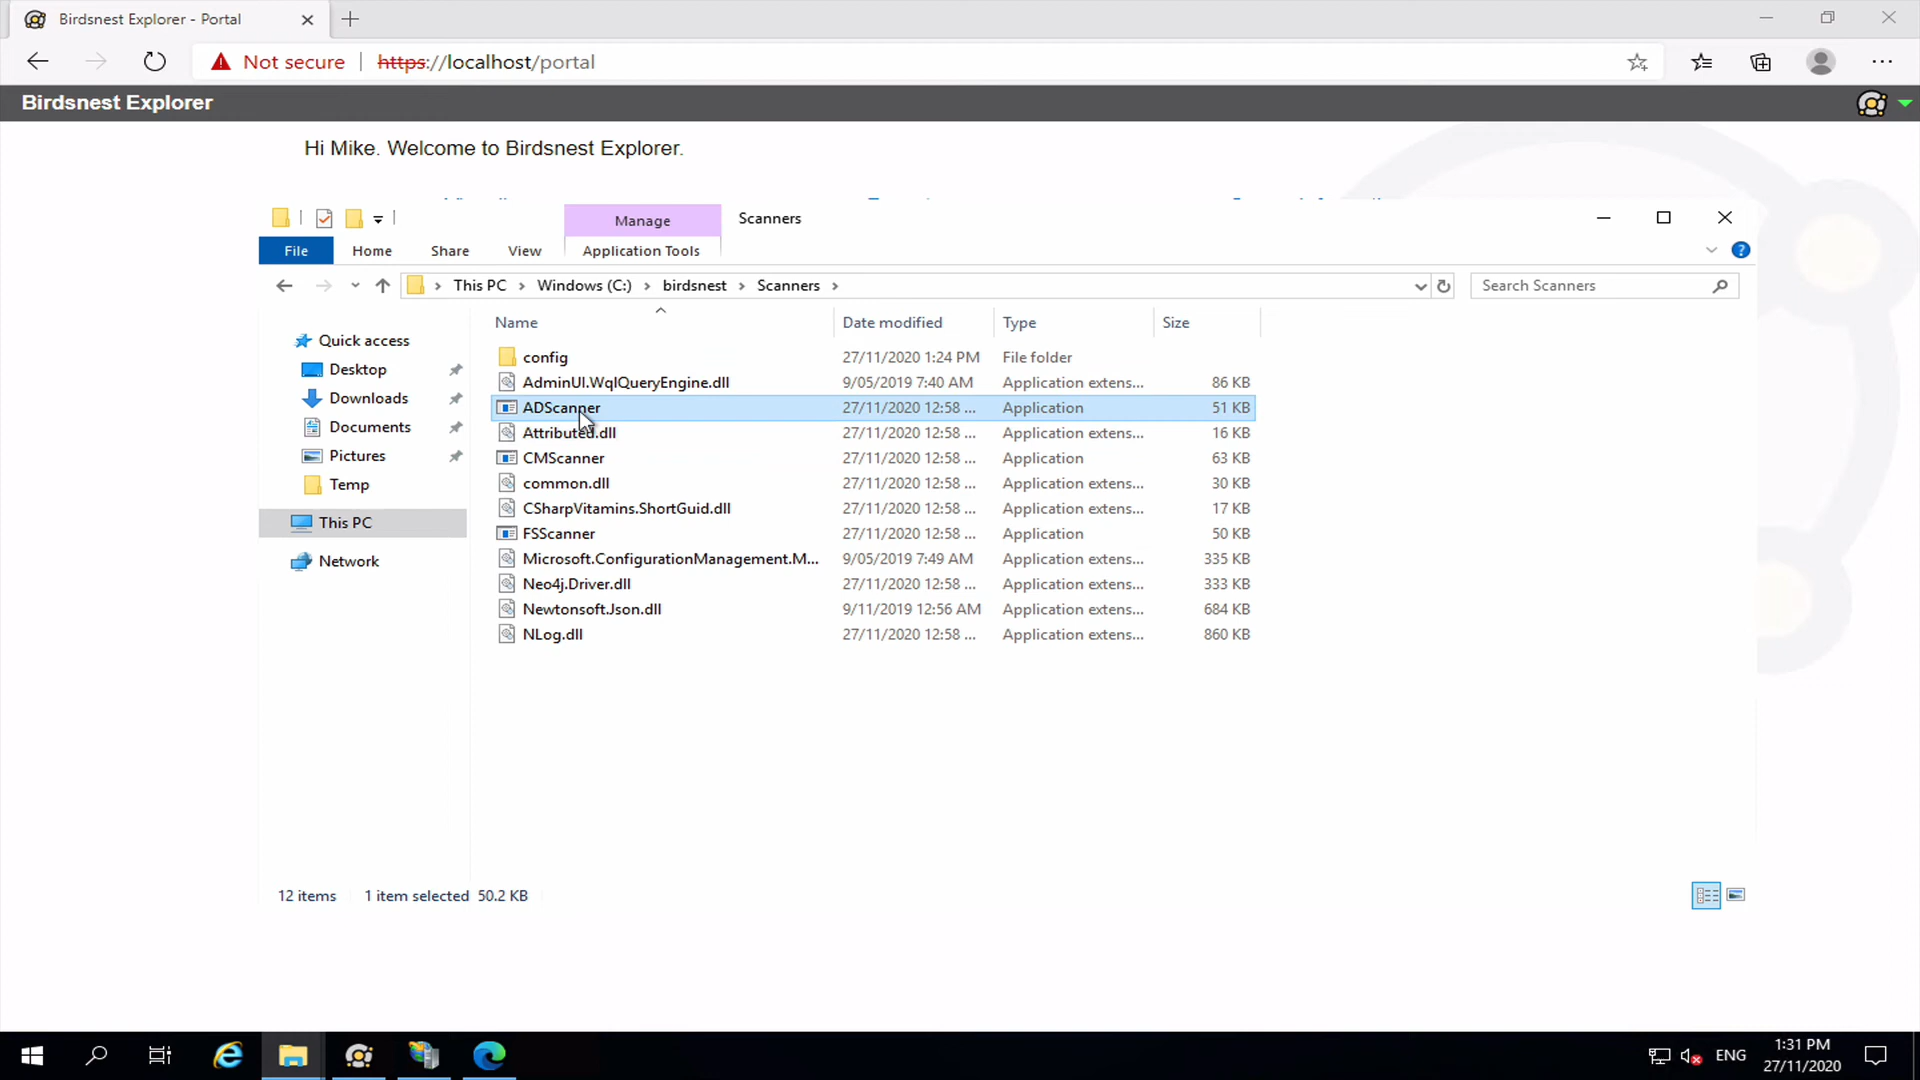 Birdsnest Explorer - Portal
Not secure
https://localhost/portal
Birdsnest Explorer
Hi Mike. Welcome to Birdsnest Explorer.
Manage
Scanners
File
Home
Share
View
Application Tools
This PC
Windows (C:)
birdsnest
Scanners
Search Scanners
Name
Date modified
Type
Size
Quick access
Desktop
Downloads
Documents
Pictures
Temp
This PC
Network
config 27/11/2020 1:24 PM File folder
AdminUI.WqlQueryEngine.dll 9/05/2019 7:40 AM Application extens... 86 KB
ADScanner 27/11/2020 12:58 ... Application 51 KB
Attributed.dll 27/11/2020 12:58 ... Application extens... 16 KB
CMScanner 27/11/2020 12:58 ... Application 63 KB
common.dll 27/11/2020 12:58 ... Application extens... 30 KB
CSharpVitamins.ShortGuid.dll 27/11/2020 12:58 ... Application extens... 17 KB
FSScanner 27/11/2020 12:58 ... Application 50 KB
Microsoft.ConfigurationManagement.M... 9/05/2019 7:49 AM Application extens... 335 KB
Neo4j.Driver.dll 27/11/2020 12:58 ... Application extens... 333 KB
Newtonsoft.Json.dll 9/11/2019 12:56 AM Application extens... 684 KB
NLog.dll 27/11/2020 12:58 ... Application extens... 860 KB
12 items 1 item selected 50.2 KB
ENG
1:31 PM
27/11/2020